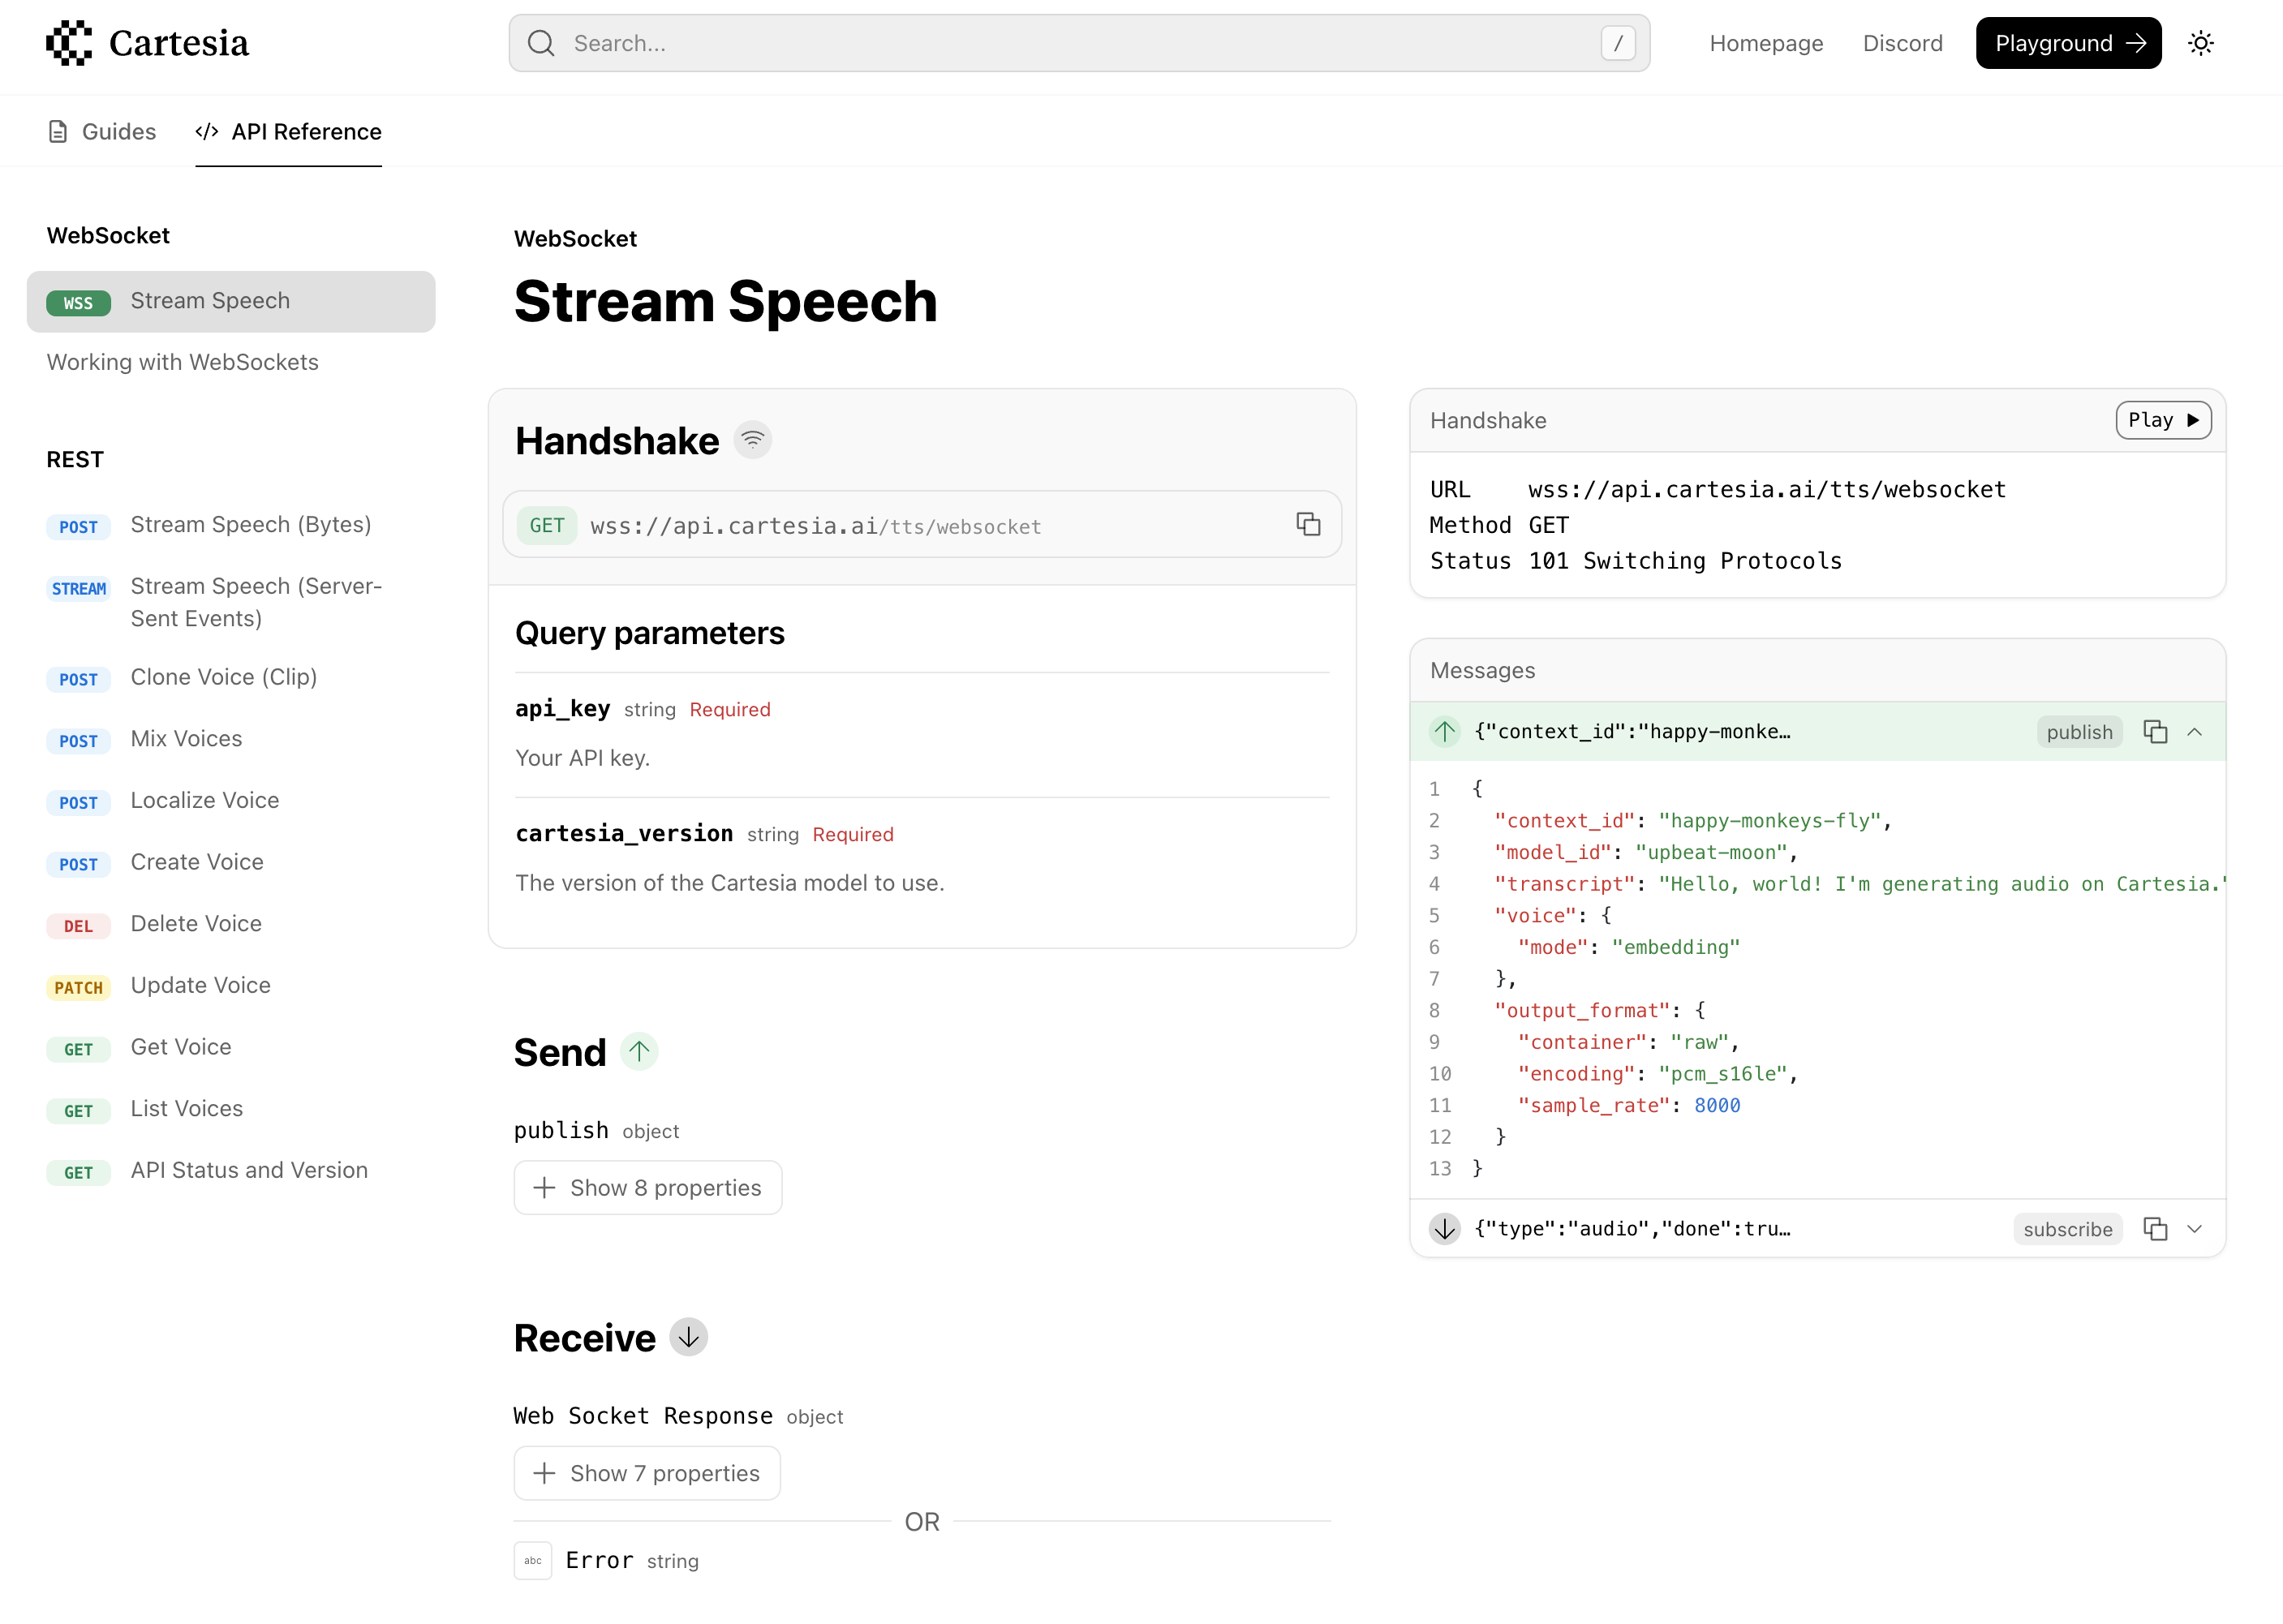 Cartesia
Search...
/
Homepage
Discord
Playground →
Guides
</> API Reference
WebSocket
WSS Stream Speech
Working with WebSockets
REST
POST Stream Speech (Bytes)
STREAM Stream Speech (Server-
Sent Events)
POST Clone Voice (Clip)
POST Mix Voices
POST Localize Voice
POST Create Voice
DEL Delete Voice
PATCH Update Voice
GET Get Voice
GET List Voices
GET API Status and Version
WebSocket
Stream Speech
Handshake
GET wss://api.cartesia.ai/tts/websocket
Query parameters
api_key string Required
Your API key.
cartesia_version string Required
The version of the Cartesia model to use.
Send
publish object
+ Show 8 properties
Receive
Web Socket Response object
+ Show 7 properties
OR
abc Error string
Handshake
Play ▶
URL wss://api.cartesia.ai/tts/websocket
Method GET
Status 101 Switching Protocols
Messages
{"context_id":"happy-monke… publish
1 {
2 "context_id": "happy-monkeys-fly",
3 "model_id": "upbeat-moon",
4 "transcript": "Hello, world! I'm generating audio on Cartesia."
5 "voice": {
6 "mode": "embedding"
7 },
8 "output_format": {
9 "container": "raw",
10 "encoding": "pcm_s16le",
11 "sample_rate": 8000
12 }
13 }
{"type":"audio","done":tru… subscribe